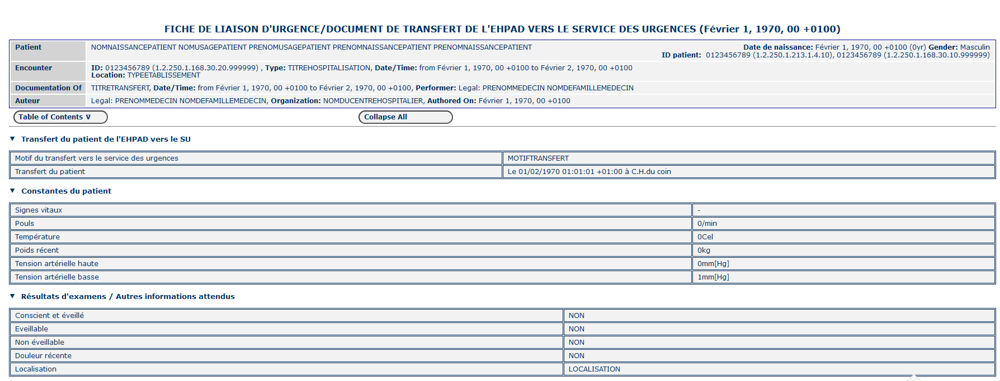 FICHE DE LIAISON D'URGENCE/DOCUMENT DE TRANSFERT DE L'EHPAD VERS LE SERVICE DES URGENCES (Février 1, 1970, 00 +0100)
Patient NOMNAISSANCEPATIENT NOMUSAGEPATIENT PRENOMUSAGEPATIENT PRENOMNAISSANCEPATIENT PRENOMNAISSANCEPATIENT Date de naissance: Février 1, 1970, 00 +0100 (0yr) Gender: Masculin
ID patient: 0123456789 (1.2.250.1.213.1.4.10), 0123456789 (1.2.250.1.168.30.10.999999)
Encounter ID: 0123456789 (1.2.250.1.168.30.20.999999) , Type: TITREHOSPITALISATION, Date/Time: from Février 1, 1970, 00 +0100 to Février 2, 1970, 00 +0100
Location: TYPEETABLISSEMENT
Documentation Of TITRETRANSFERT, Date/Time: from Février 1, 1970, 00 +0100 to Février 2, 1970, 00 +0100, Performer: Legal: PRENOMMEDECIN NOMDEFAMILLEMEDECIN
Auteur Legal: PRENOMMEDECIN NOMDEFAMILLEMEDECIN, Organization: NOMDUCENTREHOSPITALIER, Authored On: Février 1, 1970, 00 +0100
Table of Contents ∇ Collapse All
▼ Transfert du patient de l'EHPAD vers le SU
Motif du transfert vers le service des urgences MOTIFTRANSFERT
Transfert du patient Le 01/02/1970 01:01:01 +01:00 à C.H.du coin
▼ Constantes du patient
Signes vitaux -
Pouls 0/min
Température 0Cel
Poids récent 0kg
Tension artérielle haute 0mm[Hg]
Tension artérielle basse 1mm[Hg]
▼ Résultats d'examens / Autres informations attendus
Conscient et éveillé NON
Eveillable NON
Non éveillable NON
Douleur récente NON
Localisation LOCALISATION